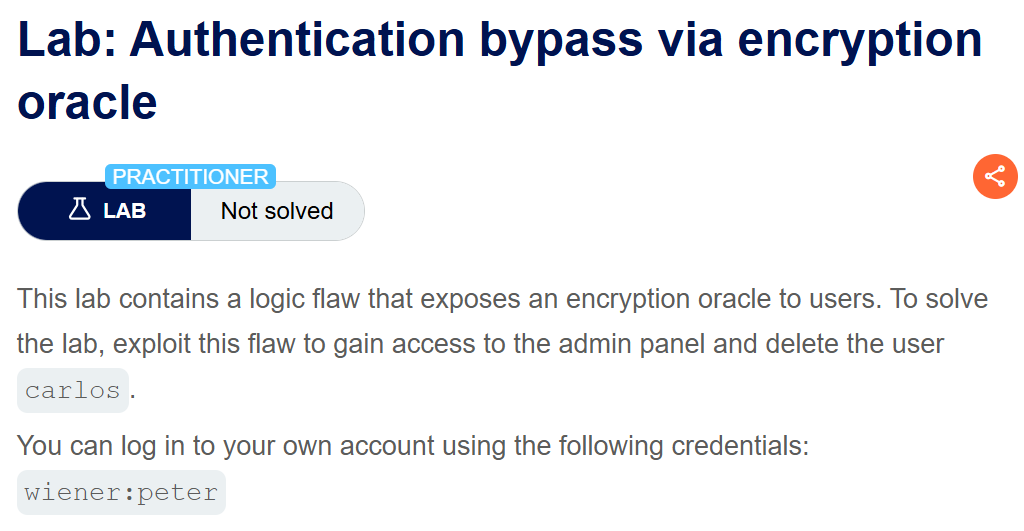 Lab: Authentication bypass via encryption
oracle
PRACTITIONER
LAB Not solved
This lab contains a logic flaw that exposes an encryption oracle to users. To solve
the lab, exploit this flaw to gain access to the admin panel and delete the user
carlos.
You can log in to your own account using the following credentials:
wiener:peter